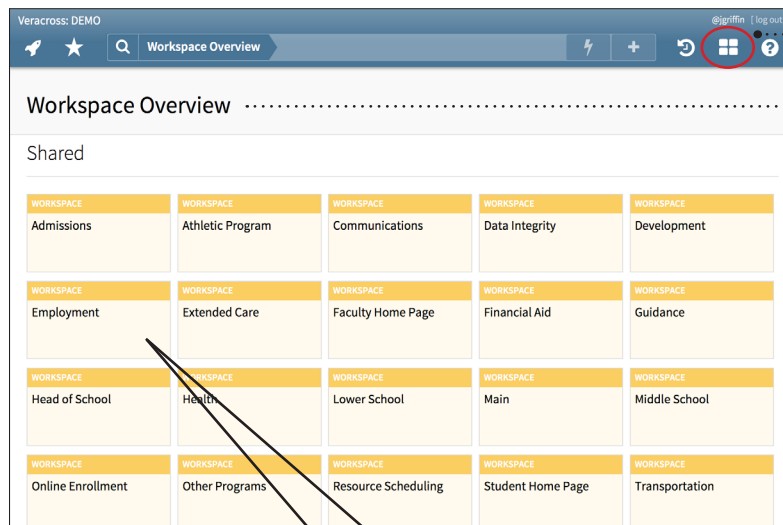 Veracross: DEMO @jgriffin [ log out
Workspace Overview
Workspace Overview
Shared
WORKSPACE WORKSPACE WORKSPACE WORKSPACE WORKSPACE
Admissions Athletic Program Communications Data Integrity Development
WORKSPACE WORKSPACE WORKSPACE WORKSPACE WORKSPACE
Employment Extended Care Faculty Home Page Financial Aid Guidance
WORKSPACE WORKSPACE WORKSPACE WORKSPACE WORKSPACE
Head of School Health Lower School Main Middle School
WORKSPACE WORKSPACE WORKSPACE WORKSPACE WORKSPACE
Online Enrollment Other Programs Resource Scheduling Student Home Page Transportation